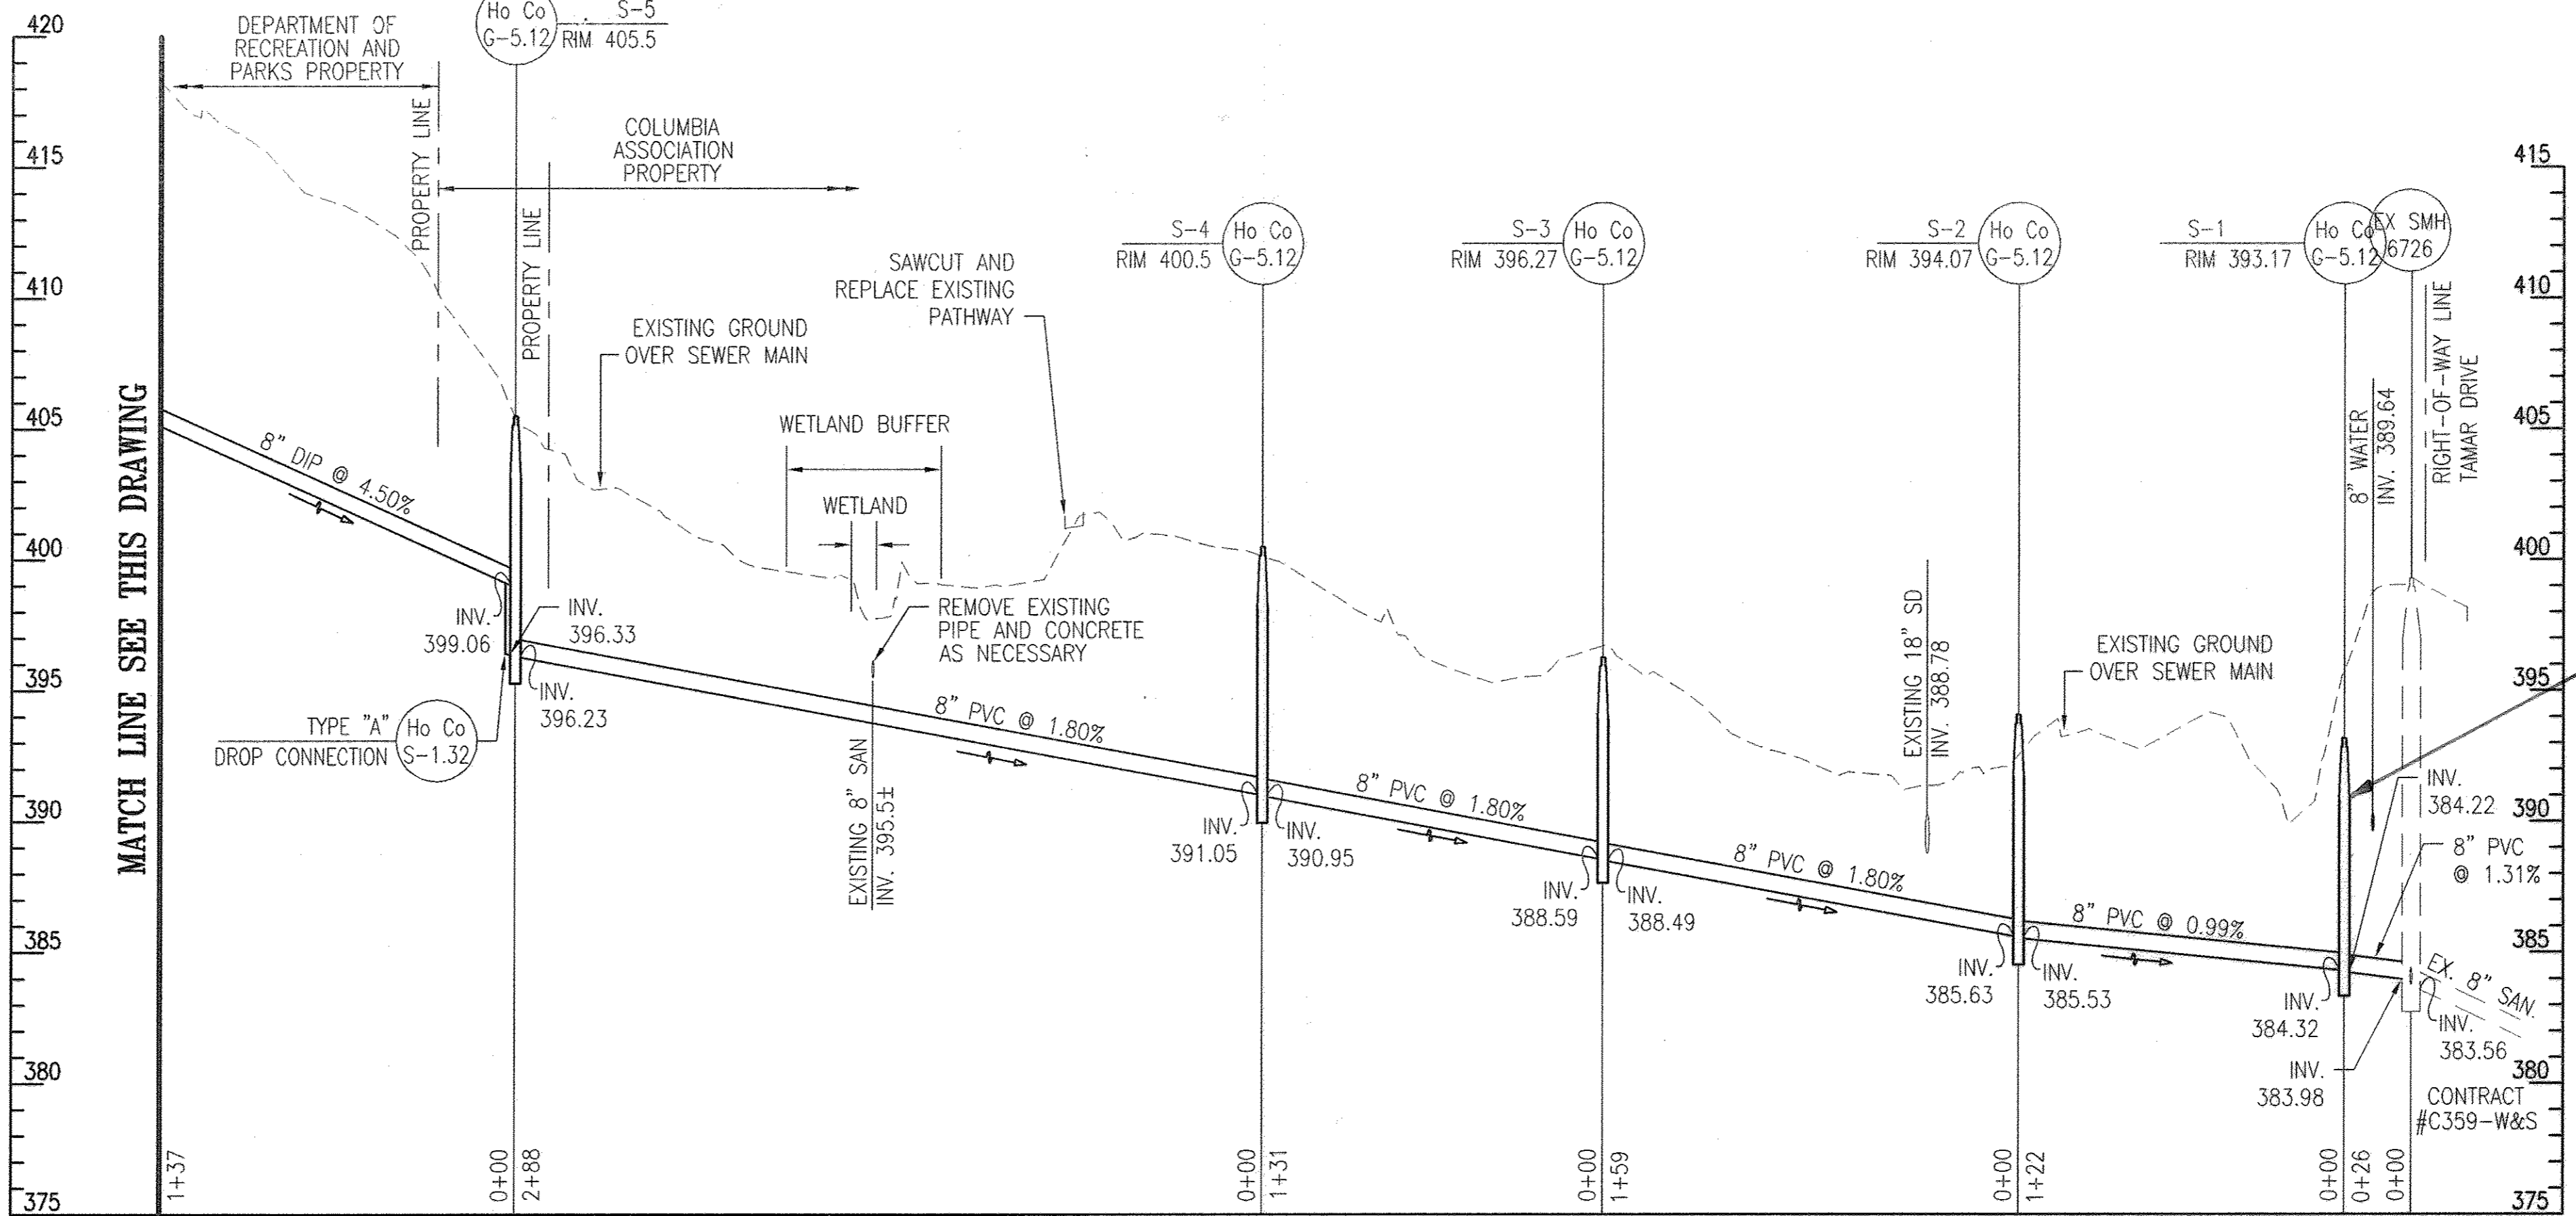 420
415
410
405
400
395
390
385
380
375
MATCH LINE SEE THIS DRAWING
DEPARTMENT OF
RECREATION AND
PARKS PROPERTY
PROPERTY LINE
Ho Co
G-5.12
S-5
RIM 405.5
PROPERTY LINE
COLUMBIA
ASSOCIATION
PROPERTY
EXISTING GROUND
OVER SEWER MAIN
8" DIP @ 4.50%
INV.
399.06
INV.
396.33
INV.
396.23
TYPE "A"
DROP CONNECTION
Ho Co
S-1.32
WETLAND BUFFER
WETLAND
SAWCUT AND
REPLACE EXISTING
PATHWAY
REMOVE EXISTING
PIPE AND CONCRETE
AS NECESSARY
EXISTING 8" SAN
INV. 395.5±
8" PVC @ 1.80%
S-4
RIM 400.5
Ho Co
G-5.12
INV.
391.05
INV.
390.95
8" PVC @ 1.80%
S-3
RIM 396.27
Ho Co
G-5.12
INV.
388.59
INV.
388.49
8" PVC @ 1.80%
EXISTING 18" SD
INV. 388.78
S-2
RIM 394.07
Ho Co
G-5.12
INV.
385.63
INV.
385.53
EXISTING GROUND
OVER SEWER MAIN
8" PVC @ 0.99%
S-1
RIM 393.17
Ho Co
G-5.12
EX SMH
6726
8" WATER
INV. 389.64
RIGHT-OF-WAY LINE
TAMAR DRIVE
INV.
384.22
8" PVC
@ 1.31%
EX. 8" SAN.
INV.
384.32
INV.
383.98
INV.
383.56
CONTRACT
#C359-W&S
415
410
405
400
395
390
385
380
375
1+37
0+00
2+88
0+00
1+31
0+00
1+59
0+00
1+22
0+00
0+26
0+00